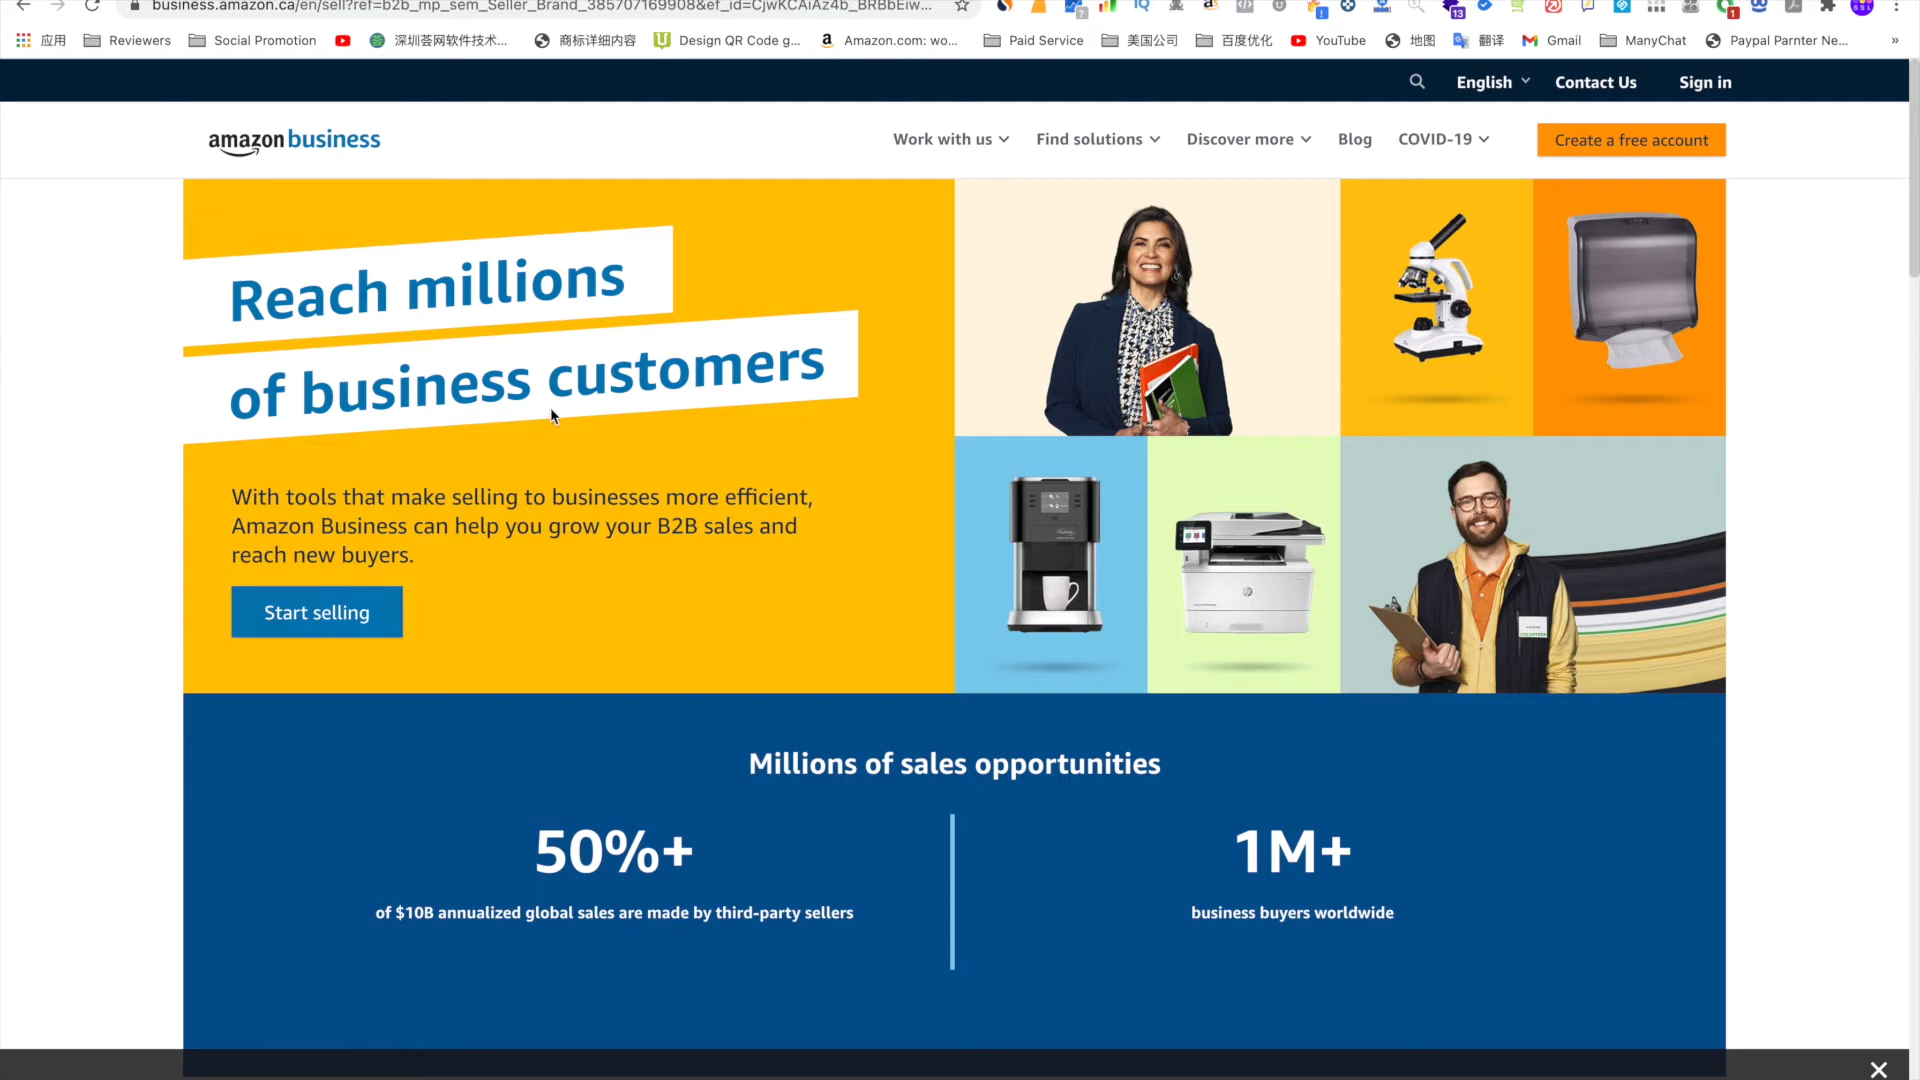 business.amazon.ca/en/sell?ref=b2b_mp_sem_Seller_Brand_385707169908&ef_id=CjwKCAiAz4b_BRBbEiw...
应用 Reviewers Social Promotion 深圳荟网软件技术... 商标详细内容 Design QR Code g... Amazon.com: wo... Paid Service 美国公司 百度优化 YouTube 地图 翻译 Gmail ManyChat Paypal Parnter Ne... »
English Contact Us Sign in
amazon business Work with us Find solutions Discover more Blog COVID-19 Create a free account
Reach millions
of business customers
With tools that make selling to businesses more efficient,
Amazon Business can help you grow your B2B sales and
reach new buyers.
Start selling
Millions of sales opportunities
50%+ 1M+
of $10B annualized global sales are made by third-party sellers business buyers worldwide